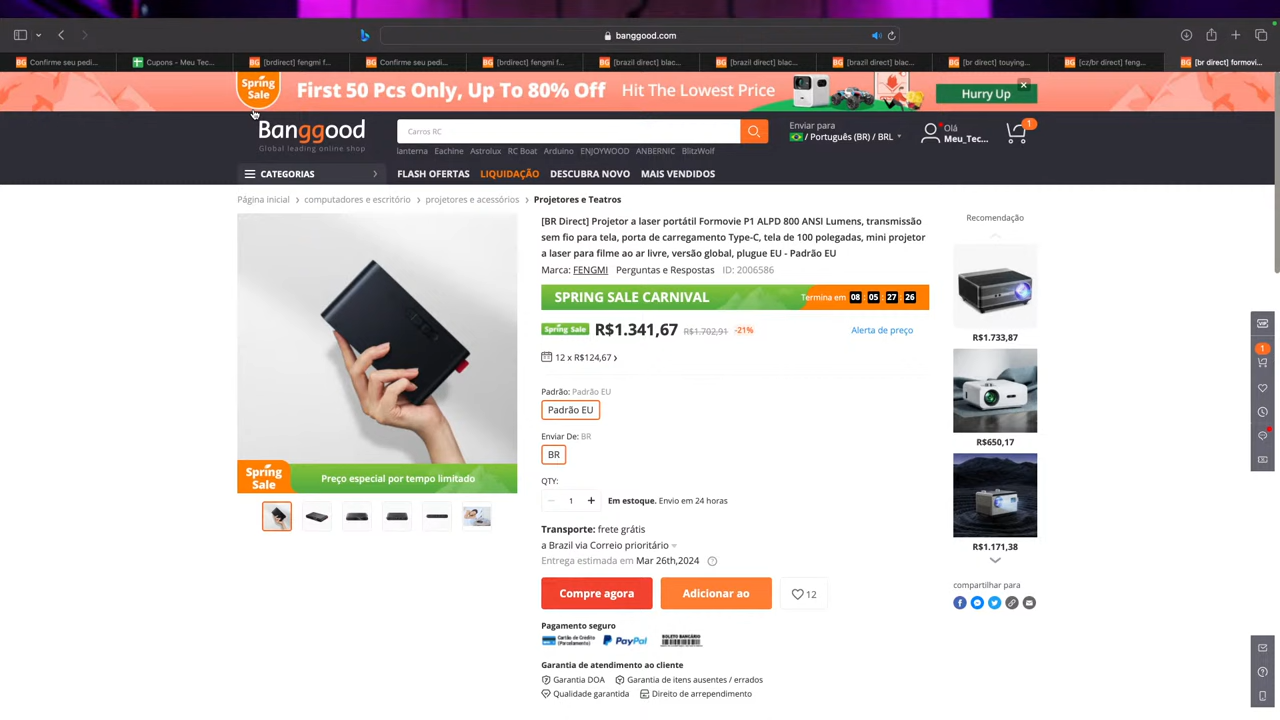 banggood.com
Confirme seu pedi...
Cupons - Meu Tec...
[brdirect] fengmi f...
Confirme seu pedi...
[brdirect] fengmi f...
[brazil direct] blac...
[brazil direct] blac...
[brazil direct] blac...
[br direct] touying...
[cz/br direct] feng...
[br direct] formovi...
Spring Sale
First 50 Pcs Only, Up To 80% Off
Hit The Lowest Price
Hurry Up
Banggood
Global leading online shop
Carros RC
lanterna Eachine Astrolux RC Boat Arduino ENJOYWOOD ANBERNIC BlitzWolf
Enviar para
/ Português (BR) / BRL
Olá
Meu_Tec...
1
CATEGORIAS
FLASH OFERTAS
LIQUIDAÇÃO
DESCUBRA NOVO
MAIS VENDIDOS
Página inicial > computadores e escritório > projetores e acessórios > Projetores e Teatros
[BR Direct] Projetor a laser portátil Formovie P1 ALPD 800 ANSI Lumens, transmissão
sem fio para tela, porta de carregamento Type-C, tela de 100 polegadas, mini projetor
a laser para filme ao ar livre, versão global, plugue EU - Padrão EU
Marca: FENGMI Perguntas e Respostas ID: 2006586
SPRING SALE CARNIVAL
Termina em 08 : 05 : 27 : 26
Spring Sale R$1.341,67 R$1.702,91 -21%
Alerta de preço
12 x R$124,67
Padrão: Padrão EU
Padrão EU
Enviar De: BR
BR
QTY:
1
Em estoque. Envio em 24 horas
Transporte: frete grátis
a Brazil via Correio prioritário
Entrega estimada em Mar 26th,2024
Compre agora
Adicionar ao
12
Pagamento seguro
Cartão de Crédito
(Parcelamento)
PayPal
BOLETO BANCÁRIO
Garantia de atendimento ao cliente
Garantia DOA
Garantia de itens ausentes / errados
Qualidade garantida
Direito de arrependimento
Spring Sale
Preço especial por tempo limitado
Recomendação
R$1.733,87
R$650,17
R$1.171,38
compartilhar para
1